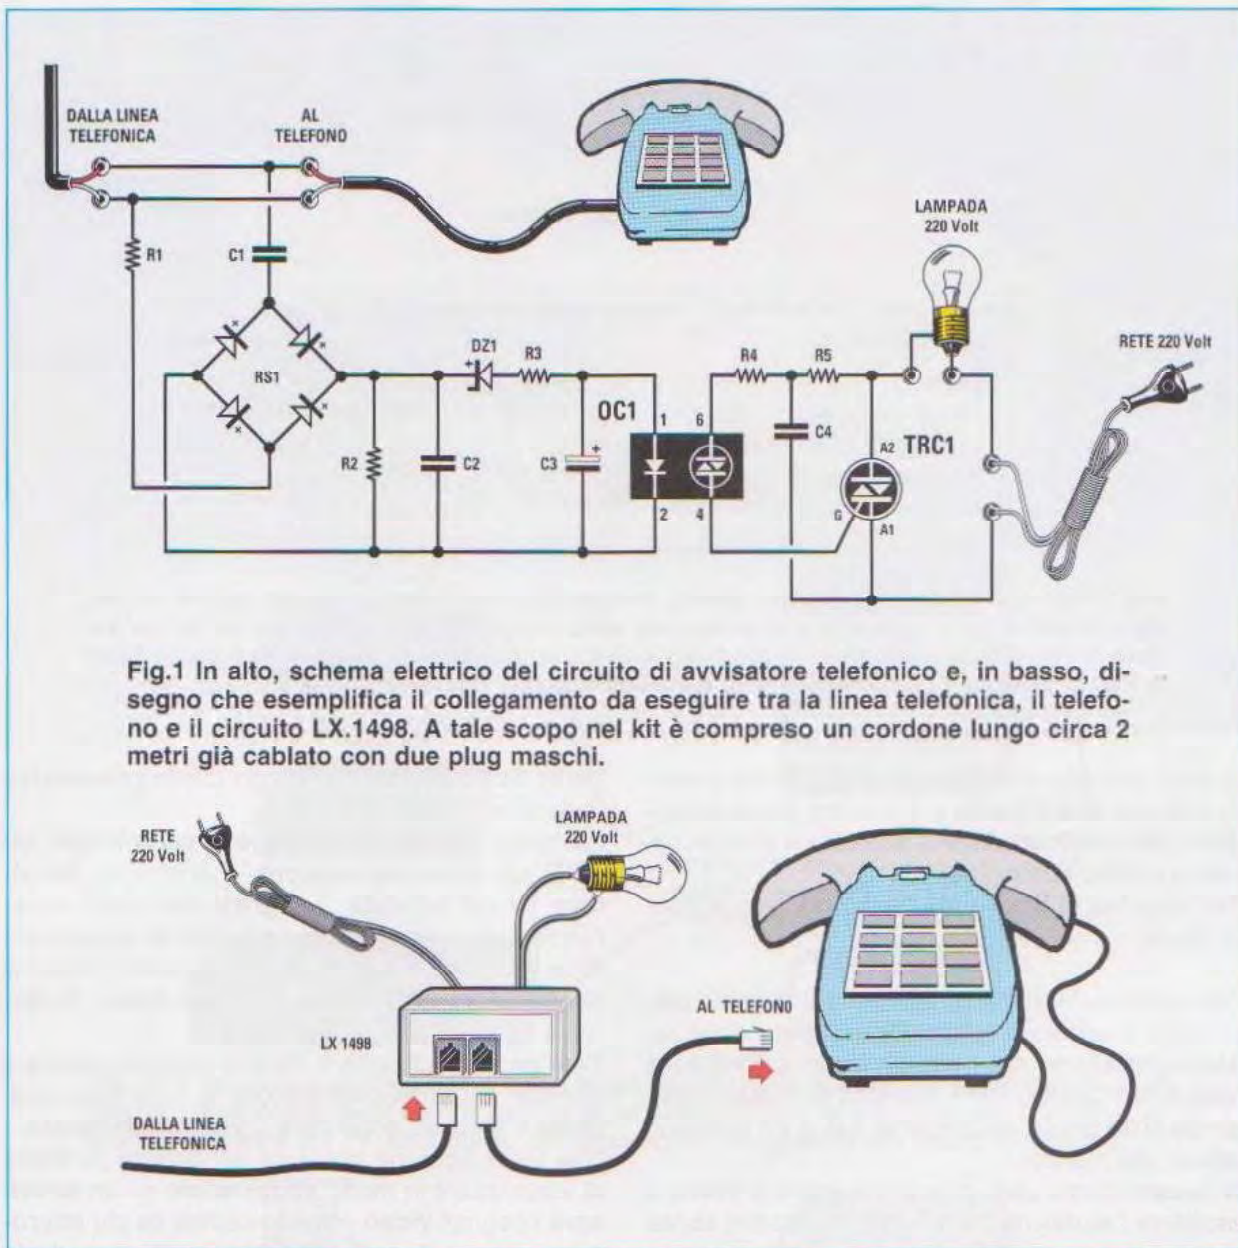 DALLA LINEA
TELEFONICA
AL
TELEFONO
LAMPADA
220 Volt
RETE 220 Volt
R1
C1
RS1
DZ1
R3
R4
R5
OC1
1
6
A2
TRC1
R2
C2
C3
+
C4
2
4
G
A1
Fig.1 In alto, schema elettrico del circuito di avvisatore telefonico e, in basso, di-
segno che esemplifica il collegamento da eseguire tra la linea telefonica, il telefo-
no e il circuito LX.1498. A tale scopo nel kit è compreso un cordone lungo circa 2
metri già cablato con due plug maschi.
RETE
220 Volt
LAMPADA
220 Volt
LX 1498
AL TELEFONO
DALLA LINEA
TELEFONICA